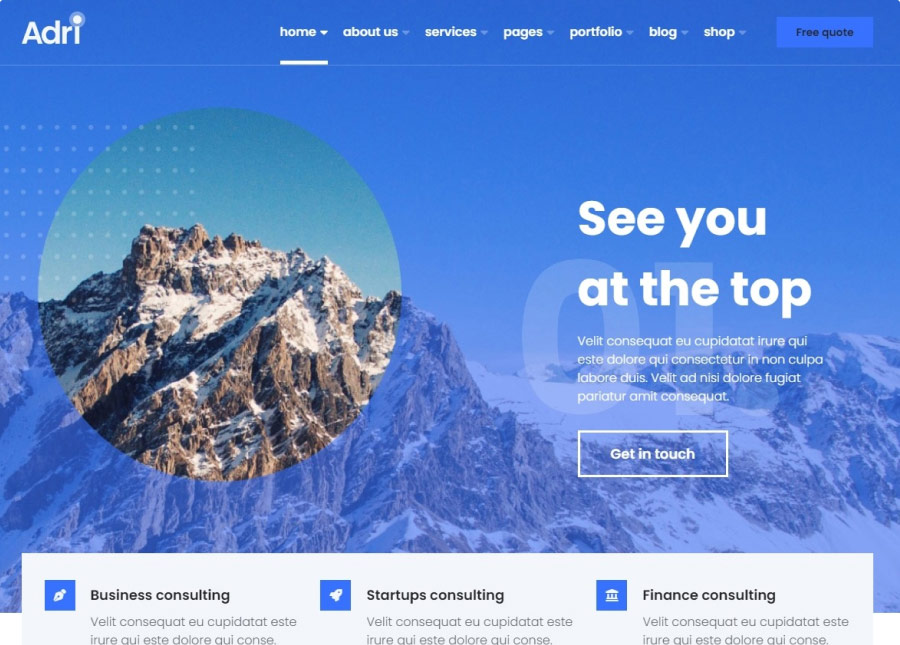 Adri
home about us services pages portfolio blog shop Free quote
01.
See you
at the top
Velit consequat eu cupidatat irure qui
este dolore qui consectetur in non culpa
labore duis. Velit ad nisi dolore fugiat
pariatur amit consequat.
Get in touch
Business consulting
Velit consequat eu cupidatat este
irure qui este dolore qui conse.
Startups consulting
Velit consequat eu cupidatat este
irure qui este dolore qui conse.
Finance consulting
Velit consequat eu cupidatat este
irure qui este dolore qui conse.